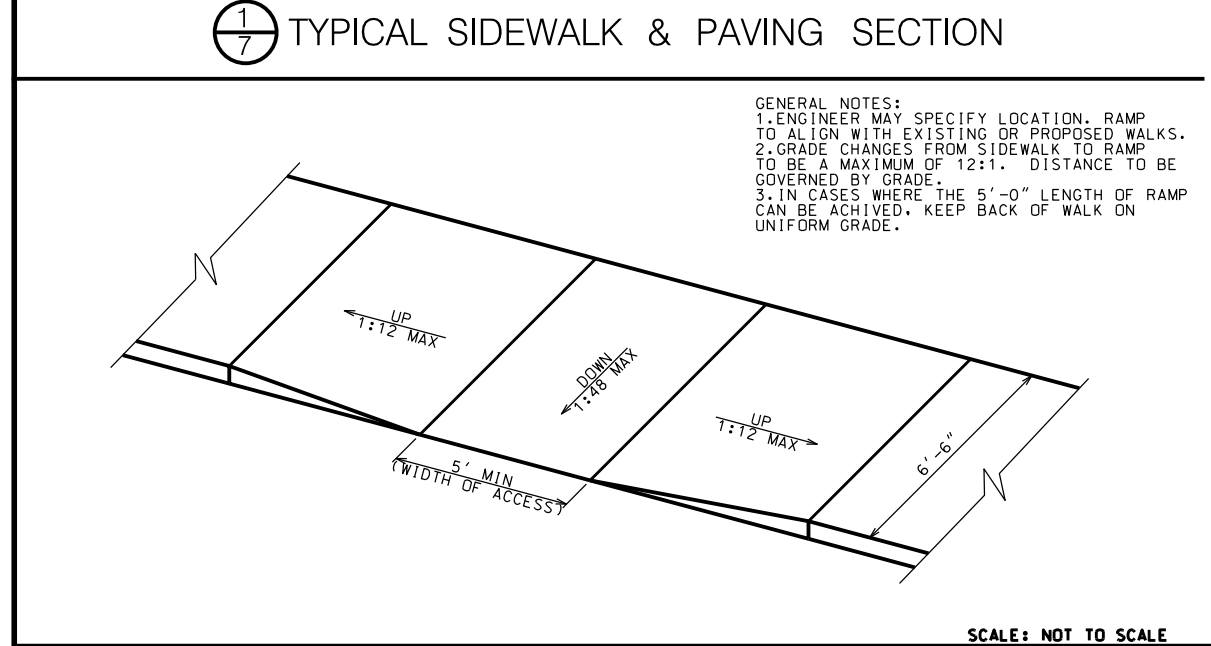 1
7
TYPICAL SIDEWALK & PAVING SECTION
GENERAL NOTES:
1.ENGINEER MAY SPECIFY LOCATION. RAMP
TO ALIGN WITH EXISTING OR PROPOSED WALKS.
2.GRADE CHANGES FROM SIDEWALK TO RAMP
TO BE A MAXIMUM OF 12:1. DISTANCE TO BE
GOVERNED BY GRADE.
3.IN CASES WHERE THE 5'-0" LENGTH OF RAMP
CAN BE ACHIVED, KEEP BACK OF WALK ON
UNIFORM GRADE.
UP
1:12 MAX
DOWN
1:48 MAX
UP
1:12 MAX
6'-6"
5' MIN
(WIDTH OF ACCESS)
SCALE: NOT TO SCALE